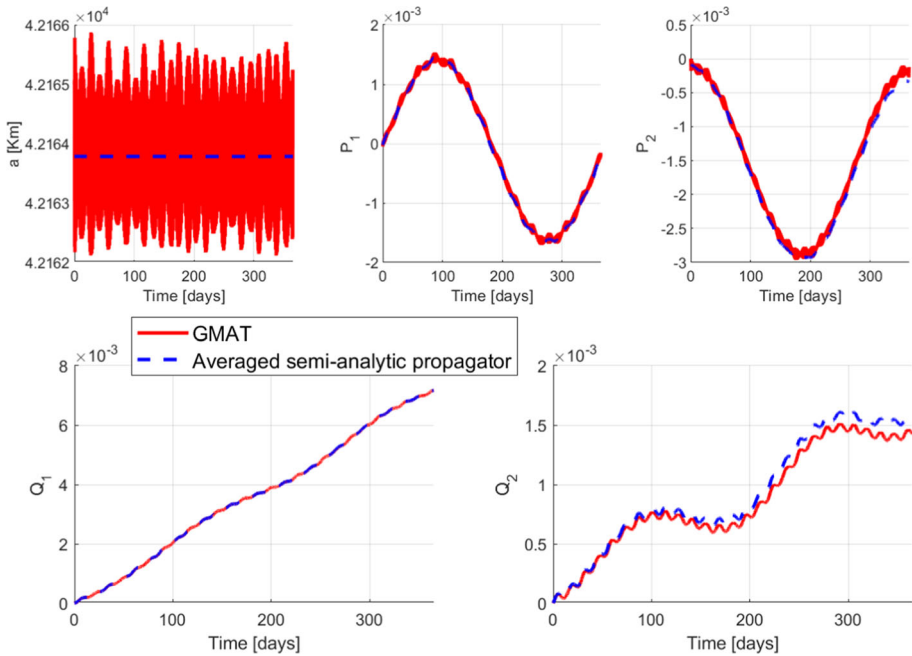 ×10⁴
4.2166
4.2165
4.2164
4.2163
4.2162
a [Km]
0 100 200 300
Time [days]
×10⁻³
2
1
0
-1
-2
P₁
0 100 200 300
Time [days]
×10⁻³
0.5
0
-0.5
-1
-1.5
-2
-2.5
-3
P₂
0 100 200 300
Time [days]
GMAT
Averaged semi-analytic propagator
×10⁻³
8
6
4
2
0
Q₁
0 100 200 300
Time [days]
×10⁻³
2
1.5
1
0.5
0
Q₂
0 100 200 300
Time [days]